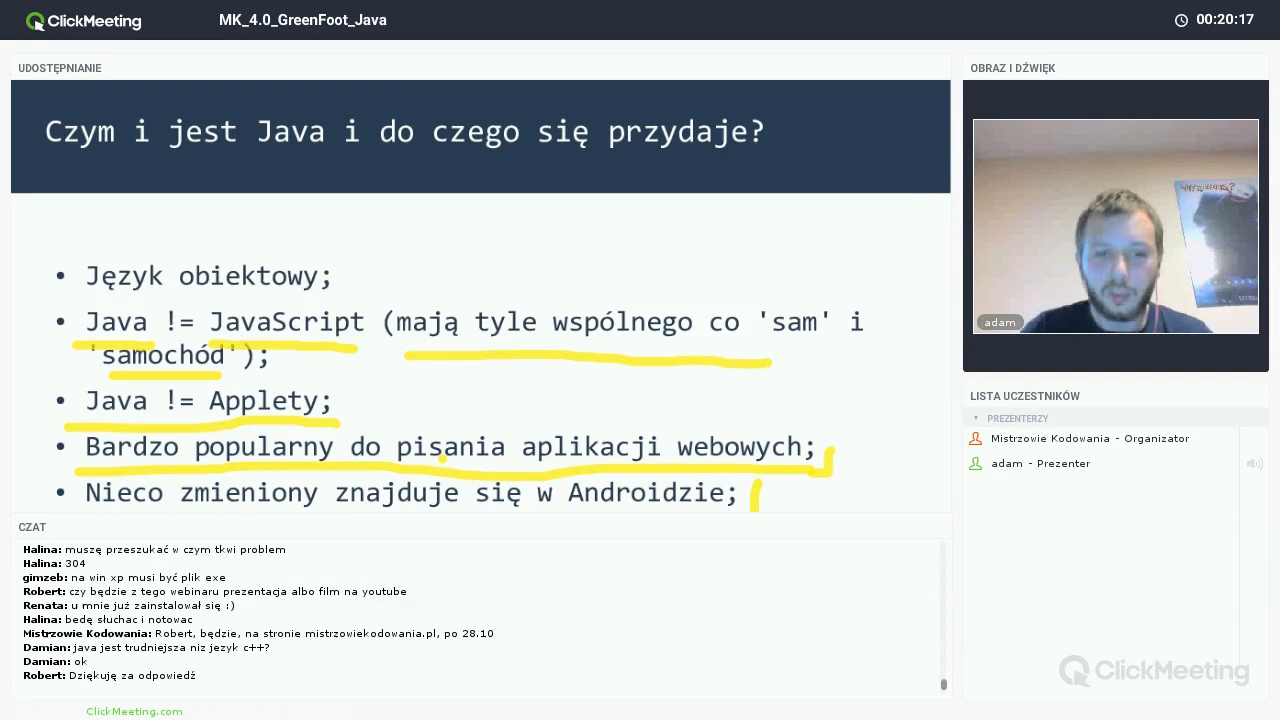 ClickMeeting
MK_4.0_GreenFoot_Java
00:20:17
UDOSTĘPNIANIE
Czym i jest Java i do czego się przydaje?
• Język obiektowy;
• Java != JavaScript (mają tyle wspólnego co 'sam' i
'samochód');
• Java != Applety;
• Bardzo popularny do pisania aplikacji webowych;
• Nieco zmieniony znajduje się w Androidzie;
OBRAZ I DŹWIĘK
adam
LISTA UCZESTNIKÓW
PREZENTERZY
Mistrzowie Kodowania - Organizator
adam - Prezenter
CZAT
Halina: muszę przeszukać w czym tkwi problem
Halina: 304
gimzeb: na win xp musi być plik exe
Robert: czy będzie z tego webinaru prezentacja albo film na youtube
Renata: u mnie już zainstalował się :)
Halina: bedę słuchac i notowac
Mistrzowie Kodowania: Robert, będzie, na stronie mistrzowiekodowania.pl, po 28.10
Damian: java jest trudniejsza niz jezyk c++?
Damian: ok
Robert: Dziękuję za odpowiedź
ClickMeeting
ClickMeeting.com